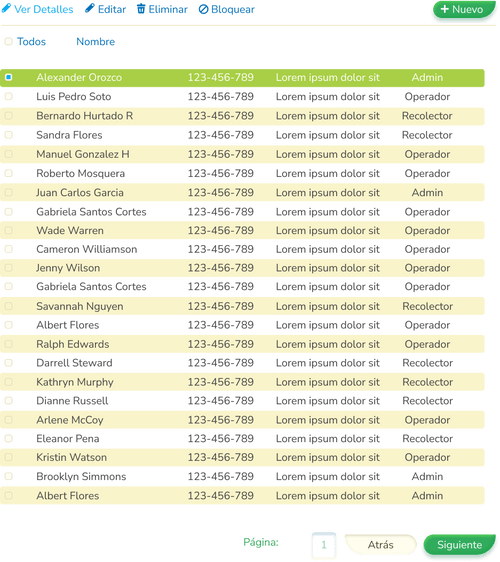 Ver Detalles Editar Eliminar Bloquear + Nuevo
Todos Nombre
Alexander Orozco 123-456-789 Lorem ipsum dolor sit Admin
Luis Pedro Soto 123-456-789 Lorem ipsum dolor sit Operador
Bernardo Hurtado R 123-456-789 Lorem ipsum dolor sit Recolector
Sandra Flores 123-456-789 Lorem ipsum dolor sit Recolector
Manuel Gonzalez H 123-456-789 Lorem ipsum dolor sit Operador
Roberto Mosquera 123-456-789 Lorem ipsum dolor sit Operador
Juan Carlos Garcia 123-456-789 Lorem ipsum dolor sit Admin
Gabriela Santos Cortes 123-456-789 Lorem ipsum dolor sit Operador
Wade Warren 123-456-789 Lorem ipsum dolor sit Operador
Cameron Williamson 123-456-789 Lorem ipsum dolor sit Operador
Jenny Wilson 123-456-789 Lorem ipsum dolor sit Operador
Gabriela Santos Cortes 123-456-789 Lorem ipsum dolor sit Operador
Savannah Nguyen 123-456-789 Lorem ipsum dolor sit Recolector
Albert Flores 123-456-789 Lorem ipsum dolor sit Operador
Ralph Edwards 123-456-789 Lorem ipsum dolor sit Operador
Darrell Steward 123-456-789 Lorem ipsum dolor sit Recolector
Kathryn Murphy 123-456-789 Lorem ipsum dolor sit Recolector
Dianne Russell 123-456-789 Lorem ipsum dolor sit Recolector
Arlene McCoy 123-456-789 Lorem ipsum dolor sit Operador
Eleanor Pena 123-456-789 Lorem ipsum dolor sit Recolector
Kristin Watson 123-456-789 Lorem ipsum dolor sit Operador
Brooklyn Simmons 123-456-789 Lorem ipsum dolor sit Admin
Albert Flores 123-456-789 Lorem ipsum dolor sit Admin
Página: 1 Atrás Siguiente